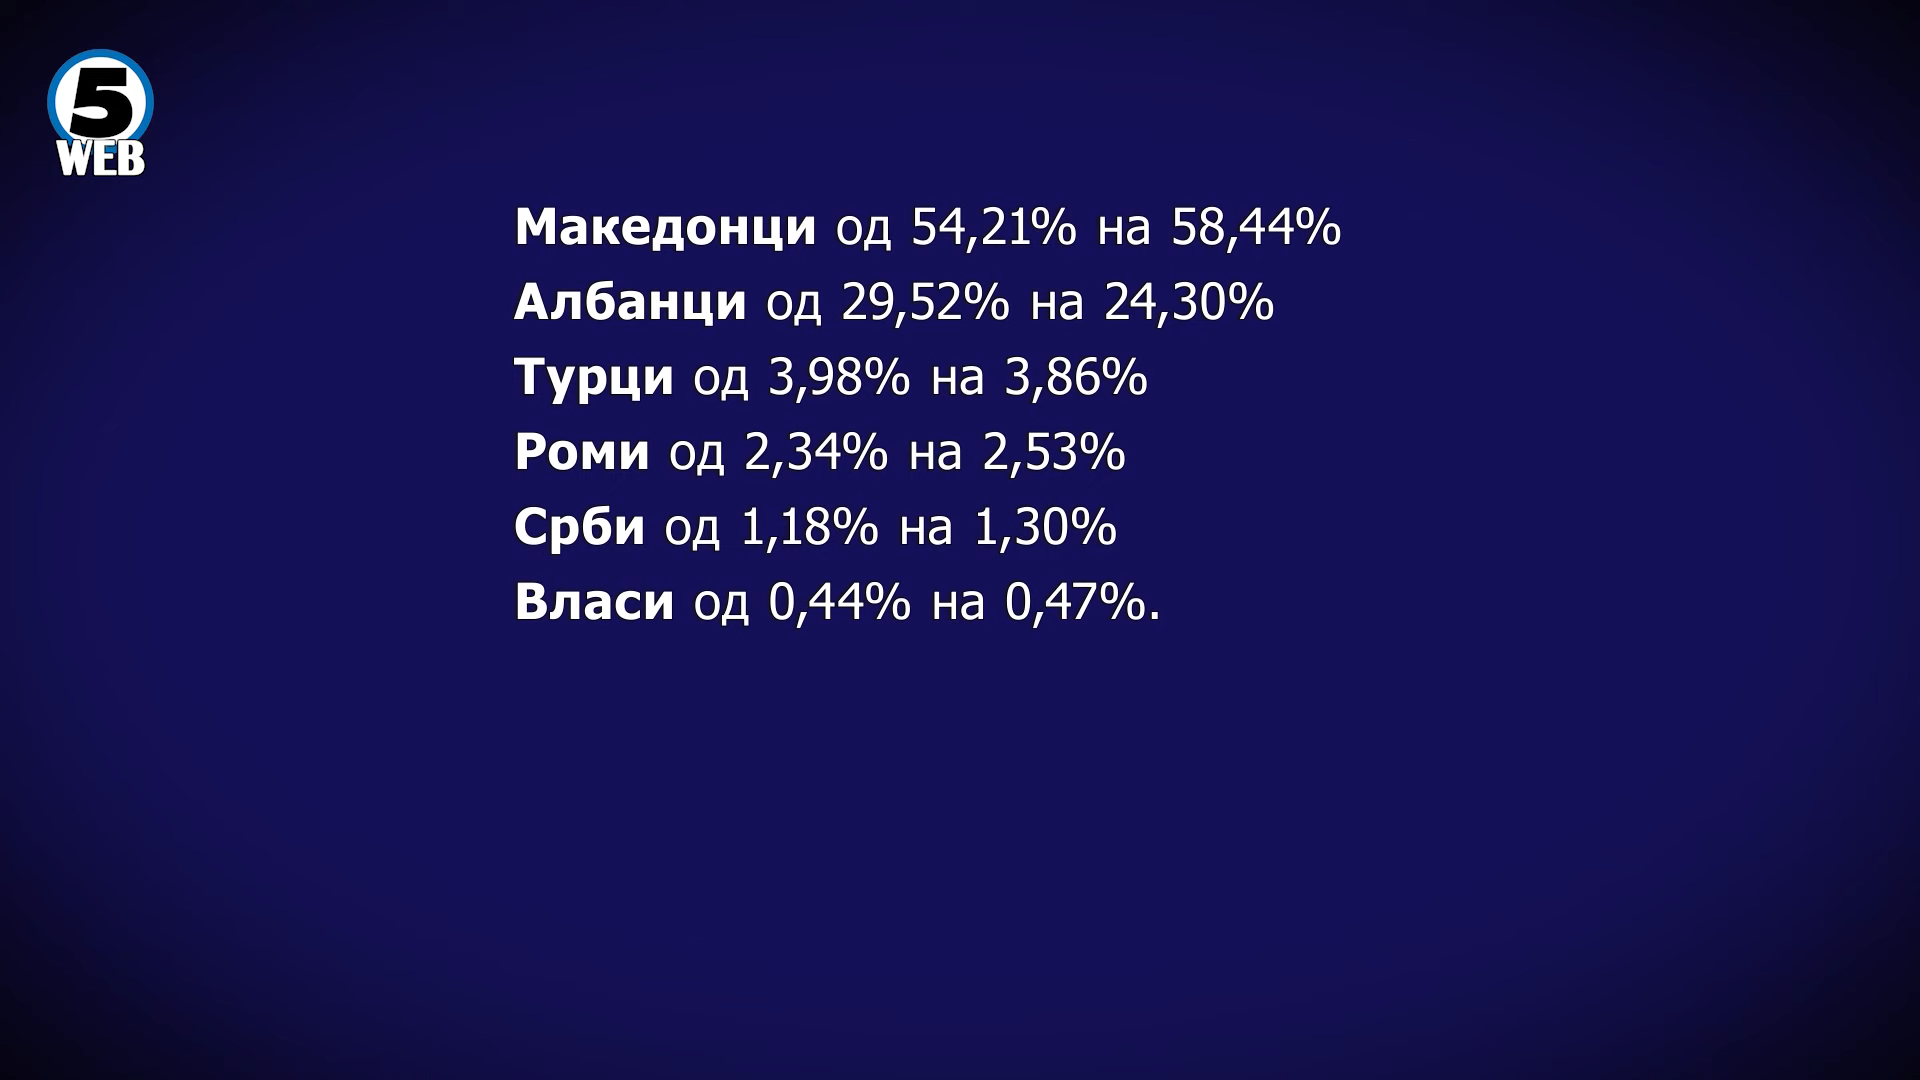 5
WEB
Македонци од 54,21% на 58,44%
Албанци од 29,52% на 24,30%
Турци од 3,98% на 3,86%
Роми од 2,34% на 2,53%
Срби од 1,18% на 1,30%
Власи од 0,44% на 0,47%.